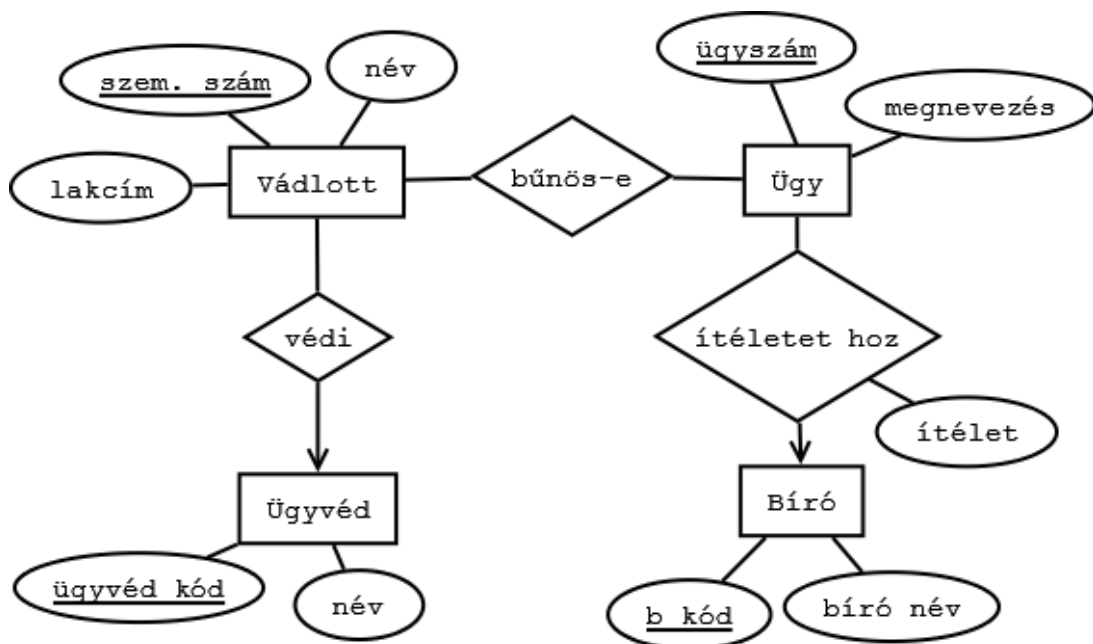 szem. szám
név
ügyszám
megnevezés
lakcím
Vádlott
bűnös-e
Ügy
védi
ítéletet hoz
ítélet
Ügyvéd
Bíró
ügyvéd kód
név
b kód
bíró név